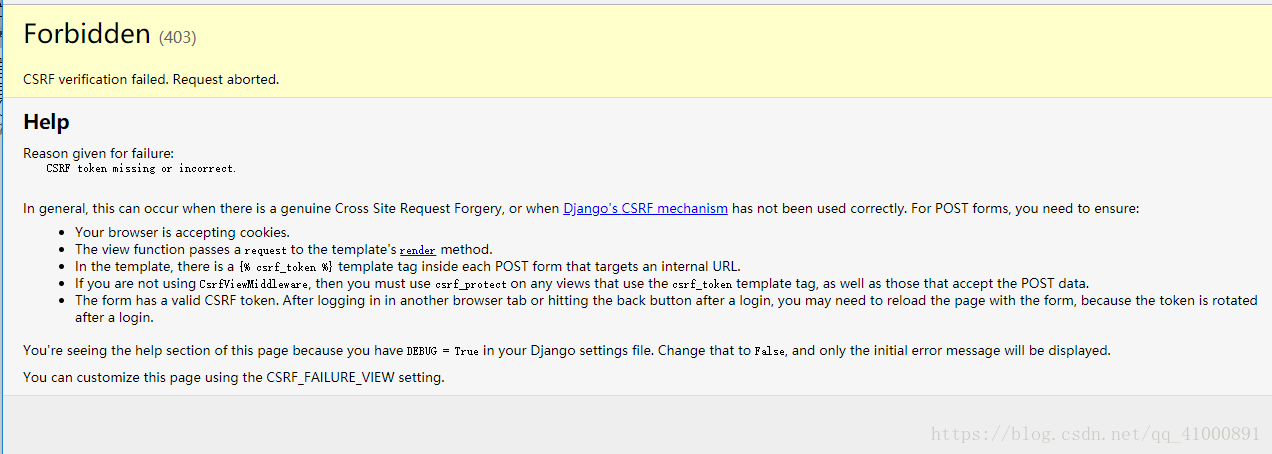 Forbidden (403)
CSRF verification failed. Request aborted.
Help
Reason given for failure:
CSRF token missing or incorrect.
In general, this can occur when there is a genuine Cross Site Request Forgery, or when Django's CSRF mechanism has not been used correctly. For POST forms, you need to ensure:
• Your browser is accepting cookies.
• The view function passes a request to the template's render method.
• In the template, there is a {% csrf_token %} template tag inside each POST form that targets an internal URL.
• If you are not using CsrfViewMiddleware, then you must use csrf_protect on any views that use the csrf_token template tag, as well as those that accept the POST data.
• The form has a valid CSRF token. After logging in in another browser tab or hitting the back button after a login, you may need to reload the page with the form, because the token is rotated
after a login.
You're seeing the help section of this page because you have DEBUG = True in your Django settings file. Change that to False, and only the initial error message will be displayed.
You can customize this page using the CSRF_FAILURE_VIEW setting.
https://blog.csdn.net/qq_41000891